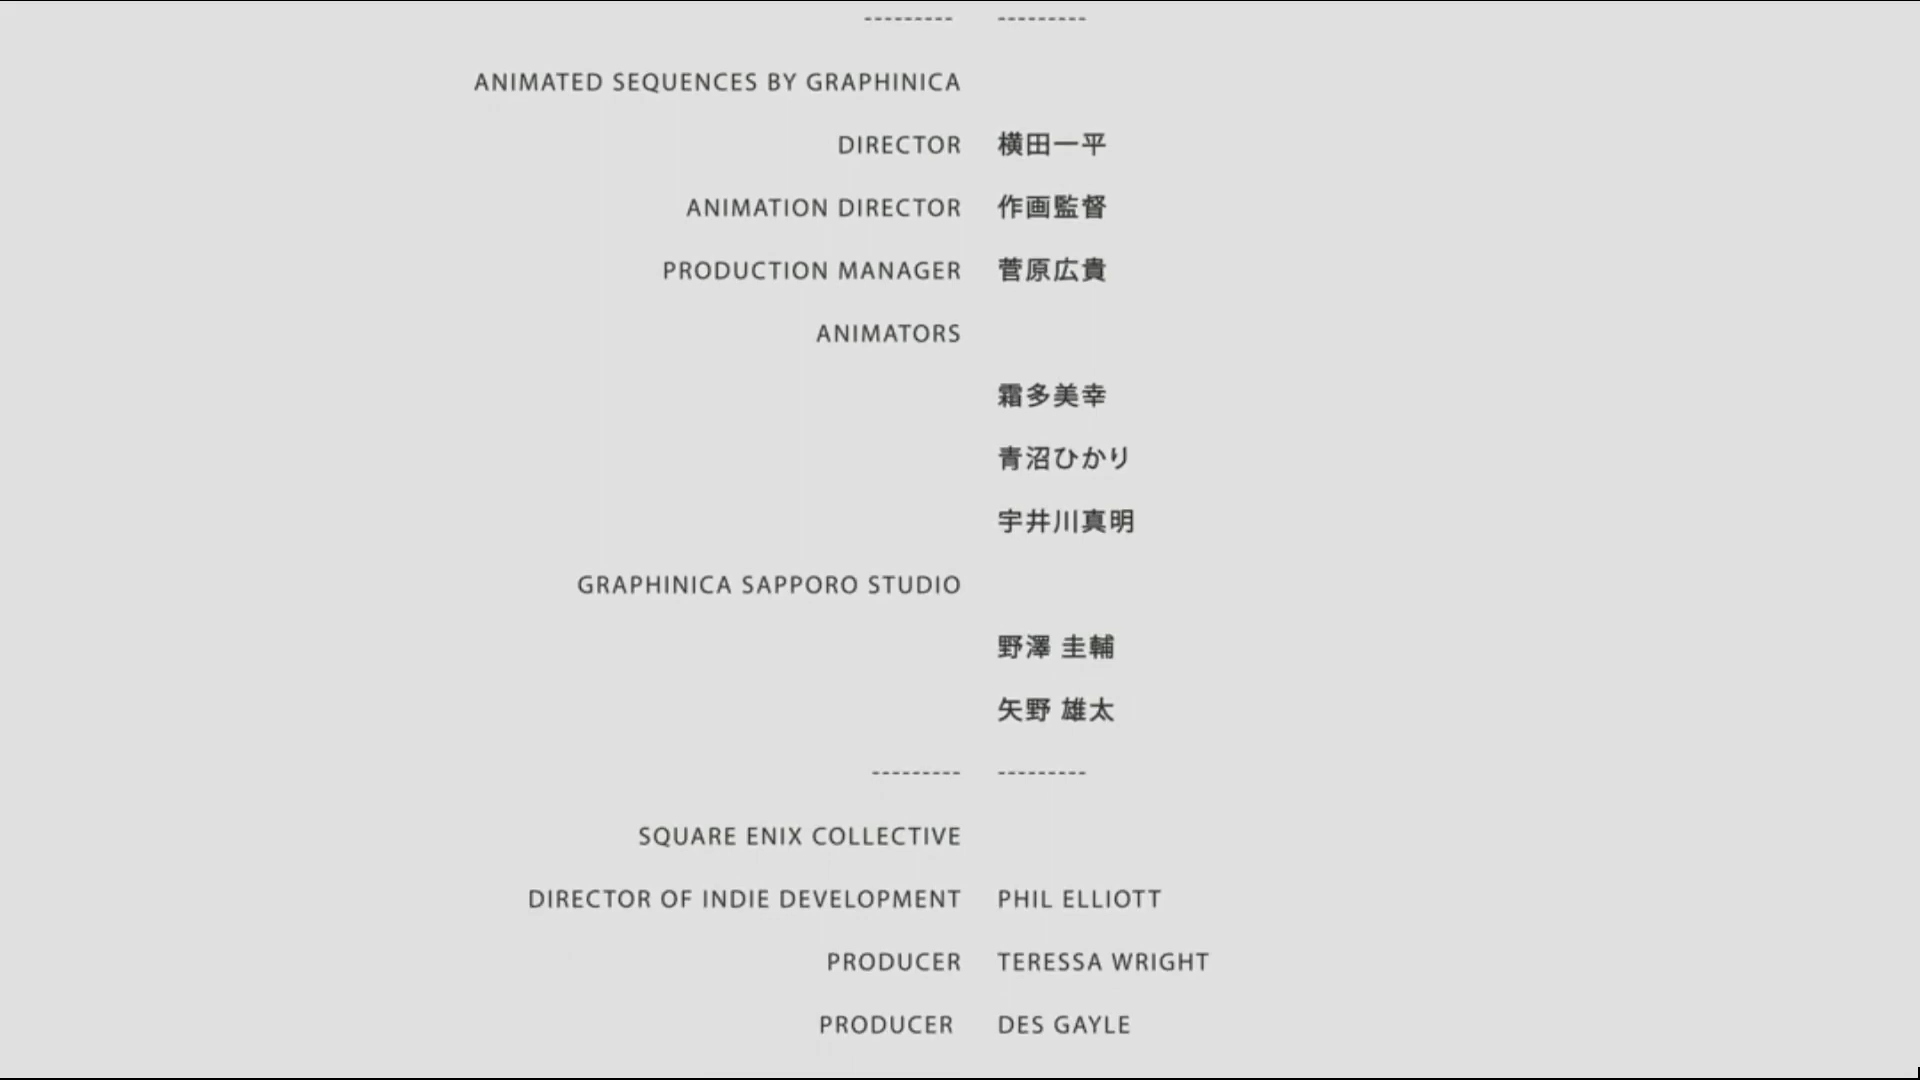 --------- ---------
ANIMATED SEQUENCES BY GRAPHINICA
DIRECTOR 横田一平
ANIMATION DIRECTOR 作画監督
PRODUCTION MANAGER 菅原広貴
ANIMATORS
霜多美幸
青沼ひかり
宇井川真明
GRAPHINICA SAPPORO STUDIO
野澤 圭輔
矢野 雄太
--------- ---------
SQUARE ENIX COLLECTIVE
DIRECTOR OF INDIE DEVELOPMENT PHIL ELLIOTT
PRODUCER TERESSA WRIGHT
PRODUCER DES GAYLE